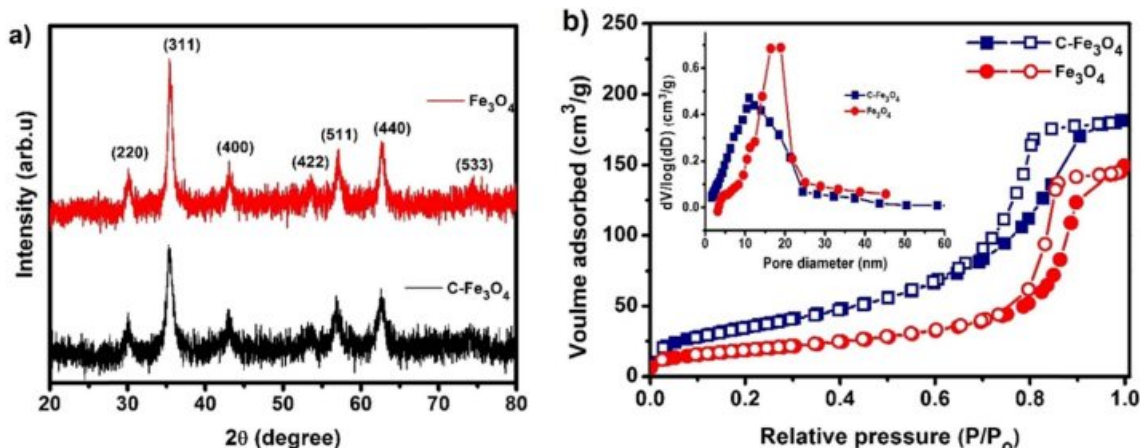 a)
(311)
Fe₃O₄
(220)
(400)
(422)
(511)
(440)
(533)
C-Fe₃O₄
Intensity (arb.u)
20 30 40 50 60 70 80
2θ (degree)
b)
250
200
150
100
50
0
Voulme adsorbed (cm³/g)
C-Fe₃O₄
Fe₃O₄
0.6
0.4
0.2
0.0
dV/log(dD) (cm³/g)
C-Fe₃O₄
Fe₃O₄
0 10 20 30 40 50 60
Pore diameter (nm)
0.0 0.2 0.4 0.6 0.8 1.0
Relative pressure (P/P₀)